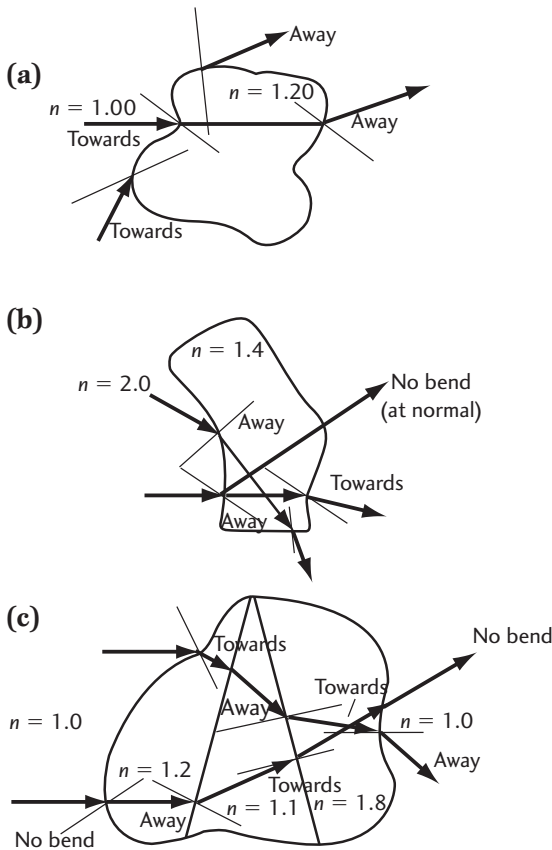 (a)
Away
n = 1.20
n = 1.00
Towards
Away
Towards
(b)
n = 1.4
n = 2.0
No bend
(at normal)
Away
Towards
Away
(c)
No bend
Towards
Towards
Away
n = 1.0
n = 1.0
Away
n = 1.2
Towards
n = 1.1
n = 1.8
Away
No bend